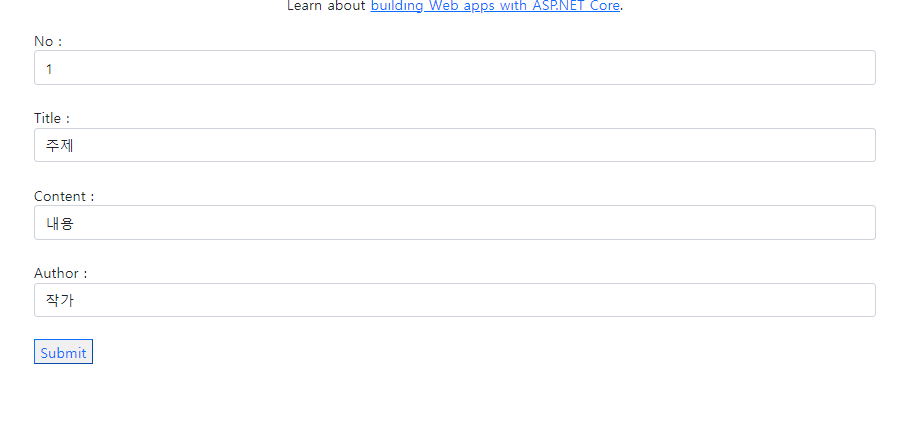 Learn about building Web apps with ASP.NET Core.
No :
1
Title :
주제
Content :
내용
Author :
작가
Submit